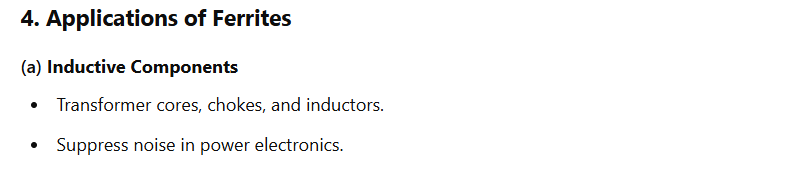 4. Applications of Ferrites
(a) Inductive Components
• Transformer cores, chokes, and inductors.
• Suppress noise in power electronics.